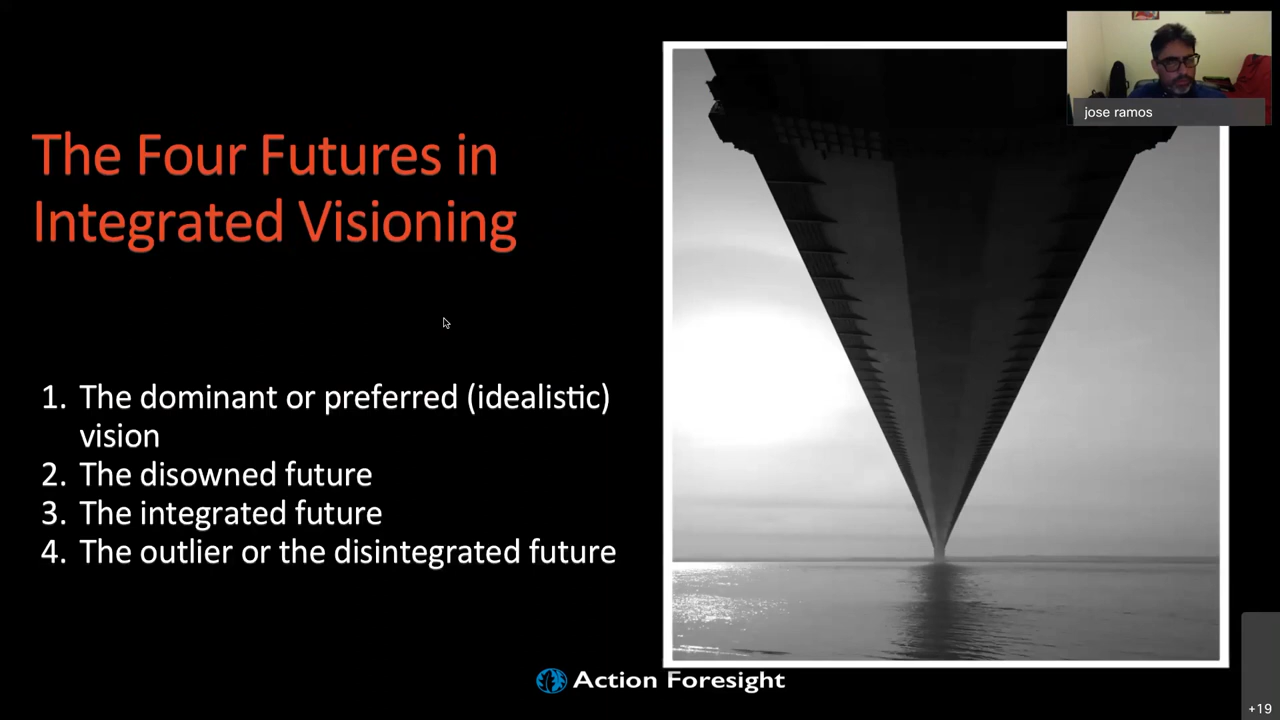 jose ramos
The Four Futures in
Integrated Visioning
1. The dominant or preferred (idealistic)
vision
2. The disowned future
3. The integrated future
4. The outlier or the disintegrated future
Action Foresight
+19